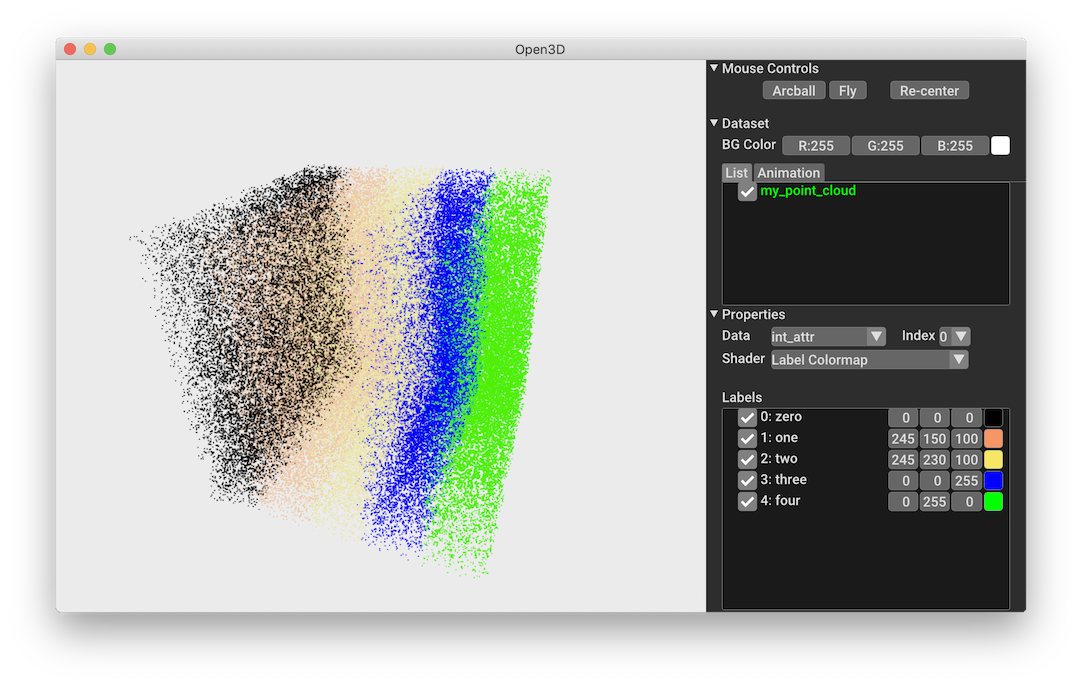 Open3D
Mouse Controls
Arcball Fly Re-center
Dataset
BG Color R:255 G:255 B:255
List Animation
my_point_cloud
Properties
Data int_attr Index 0
Shader Label Colormap
Labels
0: zero 0 0 0
1: one 245 150 100
2: two 245 230 100
3: three 0 0 255
4: four 0 255 0